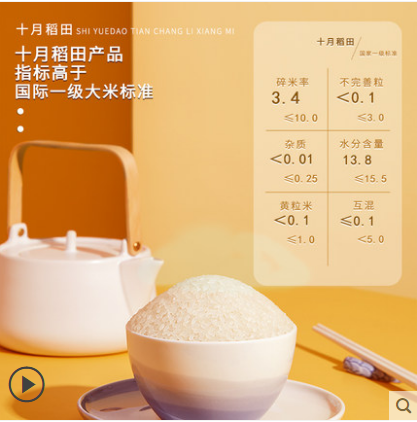 十月稻田 SHI YUEDAO TIAN CHANG LI XIANG MI
十月稻田产品
指标高于
国际一级大米标准
十月稻田
国家一级标准
碎米率 不完善粒
3.4 <0.1
≤10.0 ≤3.0
杂质 水分含量
<0.01 13.8
≤0.25 ≤15.5
黄粒米 互混
<0.1 ≤0.1
≤1.0 <5.0